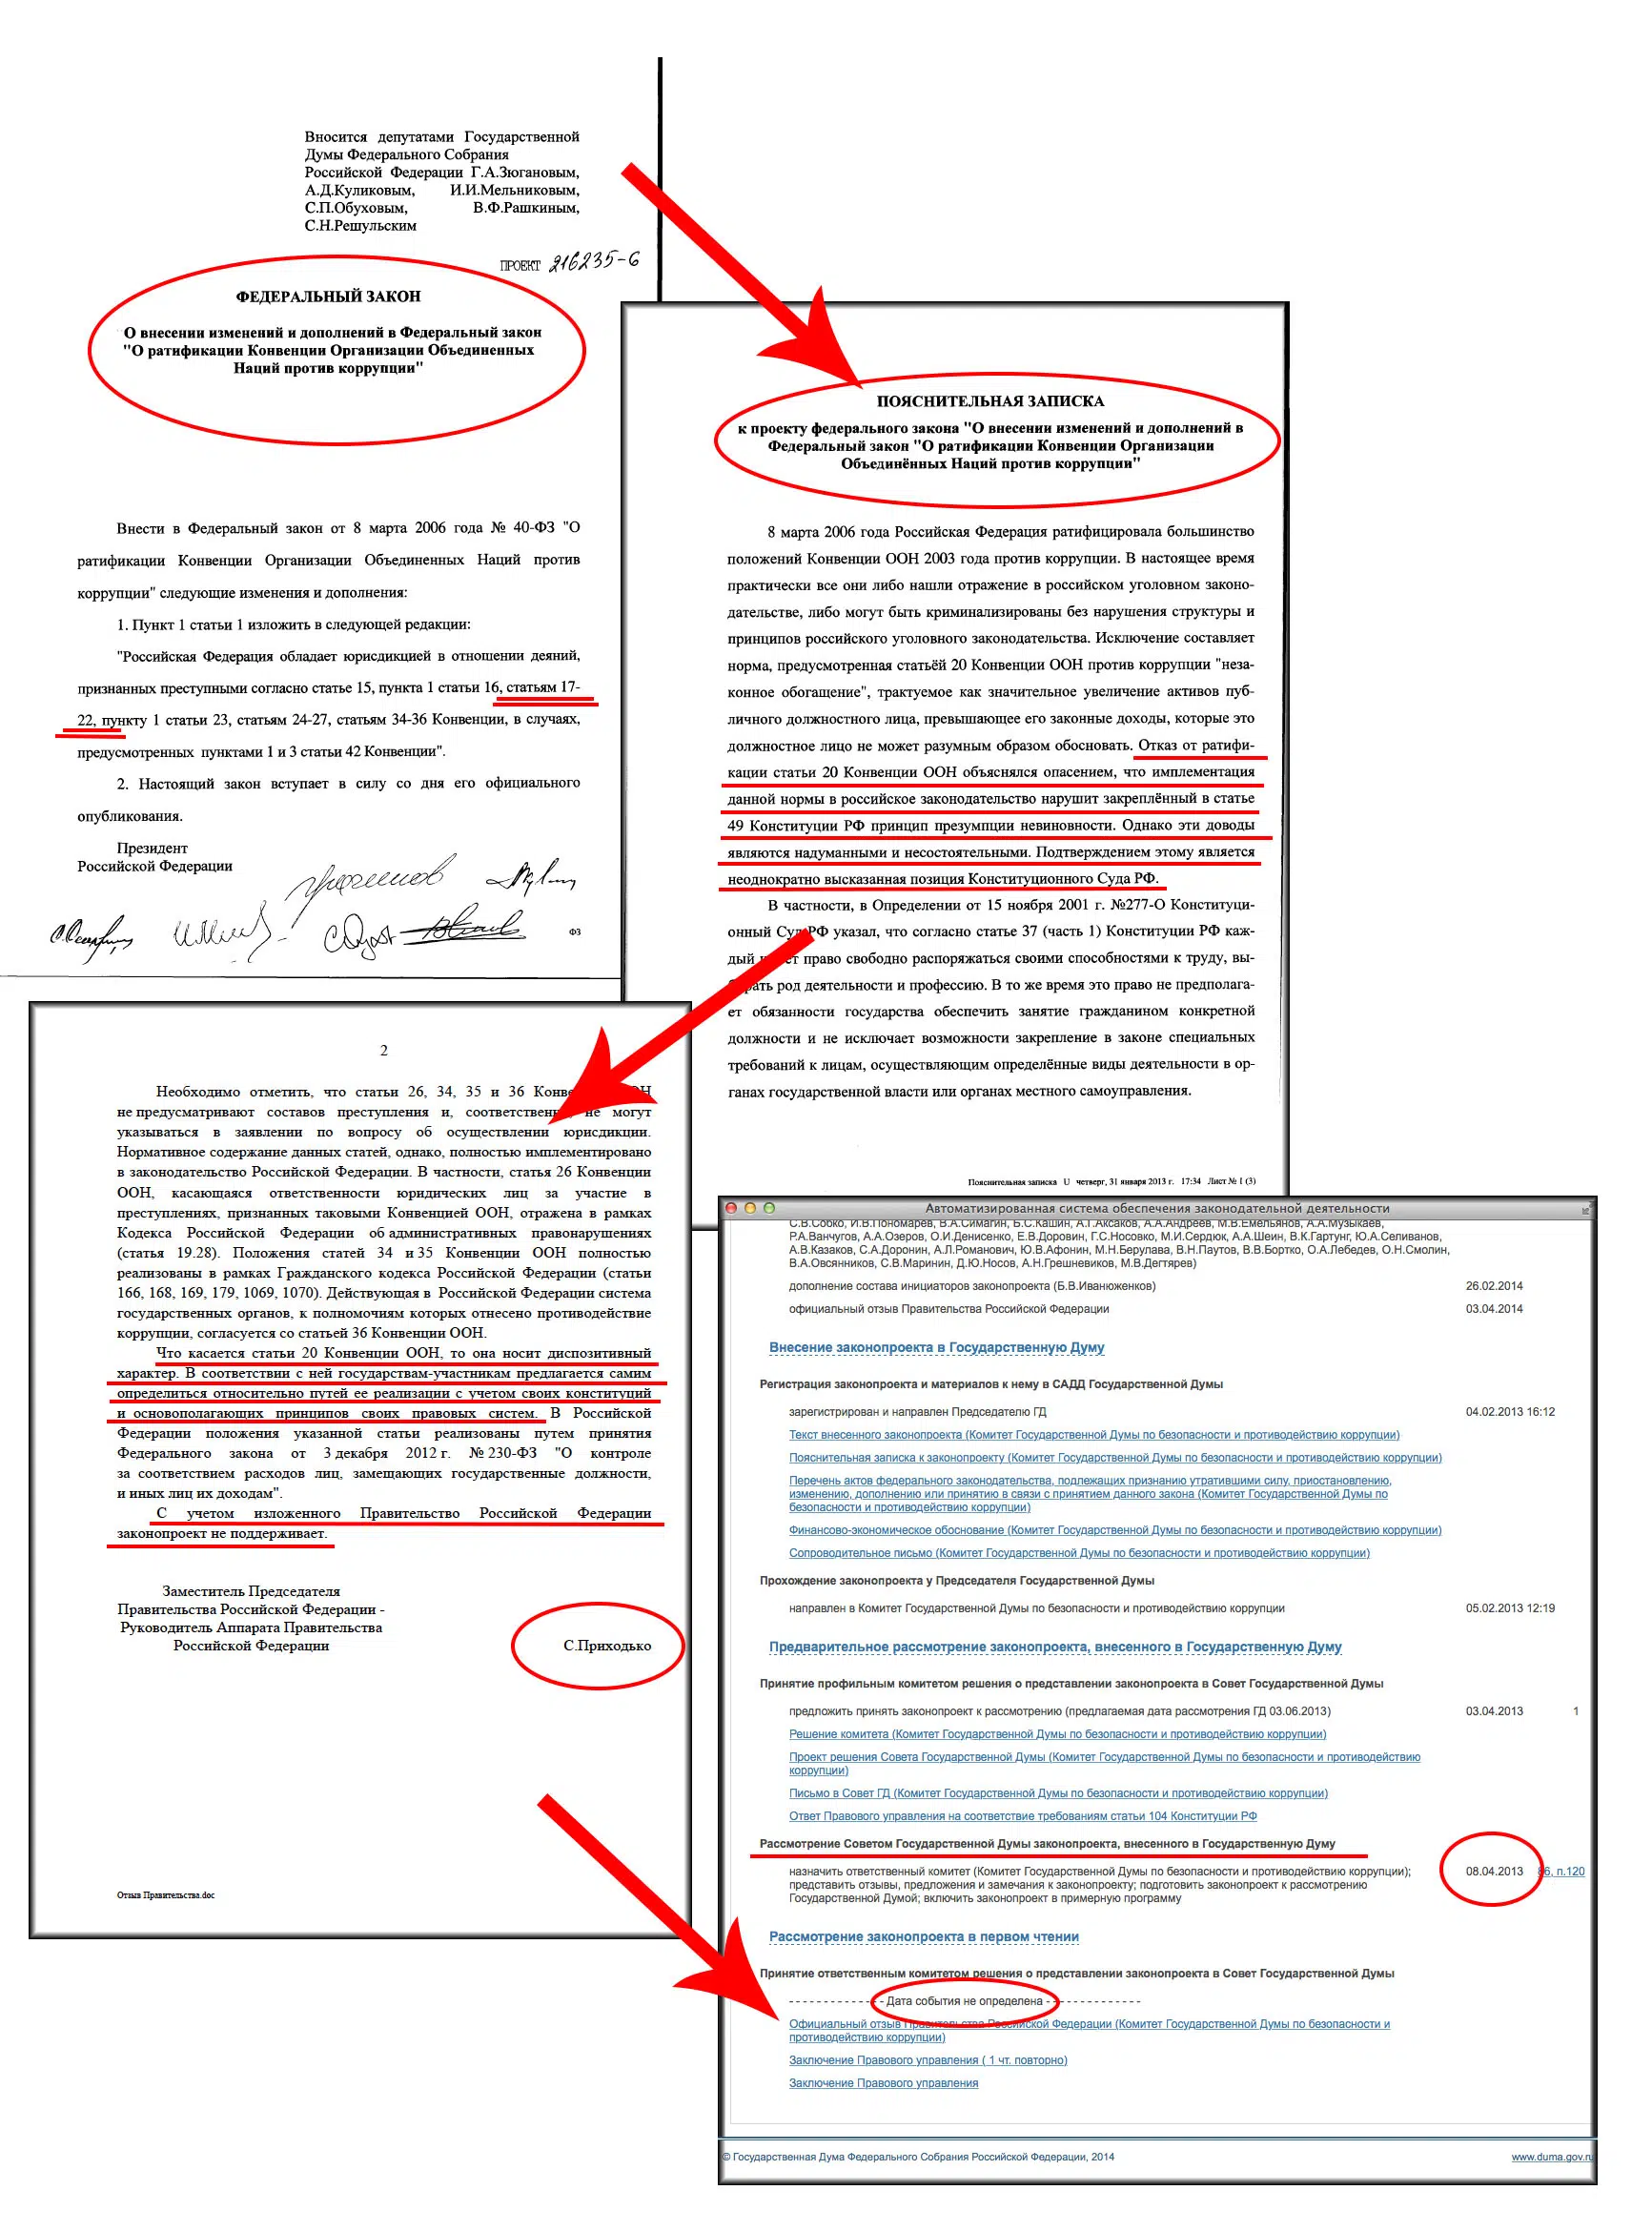 Вносится депутатами Государственной
Думы Федерального Собрания
Российской Федерации Г.А.Зюгановым,
А.Д.Куликовым, И.И.Мельниковым,
С.П.Обуховым, В.Ф.Рашкиным,
С.Н.Решульским
ПРОЕКТ 216235-6
ФЕДЕРАЛЬНЫЙ ЗАКОН
О внесении изменений и дополнений в Федеральный закон
"О ратификации Конвенции Организации Объединенных
Наций против коррупции"
Внести в Федеральный закон от 8 марта 2006 года № 40-ФЗ "О
ратификации Конвенции Организации Объединенных Наций против
коррупции" следующие изменения и дополнения:
1. Пункт 1 статьи 1 изложить в следующей редакции:
"Российская Федерация обладает юрисдикцией в отношении деяний,
признанных преступными согласно статье 15, пункта 1 статьи 16, статьям 17-
22, пункту 1 статьи 23, статьям 24-27, статьям 34-36 Конвенции, в случаях,
предусмотренных пунктами 1 и 3 статьи 42 Конвенции".
2. Настоящий закон вступает в силу со дня его официального
опубликования.
Президент
Российской Федерации
ФЗ
ПОЯСНИТЕЛЬНАЯ ЗАПИСКА
к проекту федерального закона "О внесении изменений и дополнений в
Федеральный закон "О ратификации Конвенции Организации
Объединённых Наций против коррупции"
8 марта 2006 года Российская Федерация ратифицировала большинство
положений Конвенции ООН 2003 года против коррупции. В настоящее время
практически все они либо нашли отражение в российском уголовном законо-
дательстве, либо могут быть криминализированы без нарушения структуры и
принципов российского уголовного законодательства. Исключение составляет
норма, предусмотренная статьёй 20 Конвенции ООН против коррупции "неза-
конное обогащение", трактуемое как значительное увеличение активов пуб-
личного должностного лица, превышающее его законные доходы, которые это
должностное лицо не может разумным образом обосновать. Отказ от ратифи-
кации статьи 20 Конвенции ООН объяснялся опасением, что имплементация
данной нормы в российское законодательство нарушит закреплённый в статье
49 Конституции РФ принцип презумпции невиновности. Однако эти доводы
являются надуманными и несостоятельными. Подтверждением этому является
неоднократно высказанная позиция Конституционного Суда РФ.
В частности, в Определении от 15 ноября 2001 г. №277-О Конституци-
онный Суд РФ указал, что согласно статье 37 (часть 1) Конституции РФ каж-
дый право свободно распоряжаться своими способностями к труду, вы-
бирать род деятельности и профессию. В то же время это право не предполага-
ет обязанности государства обеспечить занятие гражданином конкретной
должности и не исключает возможности закрепление в законе специальных
требований к лицам, осуществляющим определённые виды деятельности в ор-
ганах государственной власти или органах местного самоуправления.
Пояснительная записка U четверг, 31 января 2013 г. 17:34 Лист № 1 (3)
2
Необходимо отметить, что статьи 26, 34, 35 и 36 ООН
не предусматривают составов преступления и, соответственно, не могут
указываться в заявлении по вопросу об осуществлении юрисдикции.
Нормативное содержание данных статей, однако, полностью имплементировано
в законодательство Российской Федерации. В частности, статья 26 Конвенции
ООН, касающаяся ответственности юридических лиц за участие в
преступлениях, признанных таковыми Конвенцией ООН, отражена в рамках
Кодекса Российской Федерации об административных правонарушениях
(статья 19.28). Положения статей 34 и 35 Конвенции ООН полностью
реализованы в рамках Гражданского кодекса Российской Федерации (статьи
166, 168, 169, 179, 1069, 1070). Действующая в Российской Федерации система
государственных органов, к полномочиям которых отнесено противодействие
коррупции, согласуется со статьей 36 Конвенции ООН.
Что касается статьи 20 Конвенции ООН, то она носит диспозитивный
характер. В соответствии с ней государствам-участникам предлагается самим
определиться относительно путей ее реализации с учетом своих конституций
и основополагающих принципов своих правовых систем. В Российской
Федерации положения указанной статьи реализованы путем принятия
Федерального закона от 3 декабря 2012 г. № 230-ФЗ "О контроле
за соответствием расходов лиц, замещающих государственные должности,
и иных лиц их доходам".
С учетом изложенного Правительство Российской Федерации
законопроект не поддерживает.
Заместитель Председателя
Правительства Российской Федерации -
Руководитель Аппарата Правительства
Российской Федерации
С.Приходько
Отзыв Правительства.doc
Автоматизированная система обеспечения законодательной деятельности
С.В.Собко, И.В.Пономарев, В.А.Симагин, Б.С.Кашин, А.Г.Аксаков, А.А.Андреев, М.В.Емельянов, А.А.Музыкаев,
Р.А.Ванчугов, А.А.Озеров, О.И.Денисенко, Е.В.Доровин, Г.С.Носовко, М.И.Сердюк, А.А.Шеин, В.К.Гартунг, Ю.А.Селиванов,
А.В.Казаков, С.А.Доронин, А.Л.Романович, Ю.В.Афонин, М.Н.Берулава, В.Н.Паутов, В.В.Бортко, О.А.Лебедев, О.Н.Смолин,
В.А.Овсянников, С.В.Маринин, Д.Ю.Носов, А.Н.Грешневиков, М.В.Дегтярев)
дополнение состава инициаторов законопроекта (Б.В.Иванюженков) 26.02.2014
официальный отзыв Правительства Российской Федерации 03.04.2014
Внесение законопроекта в Государственную Думу
Регистрация законопроекта и материалов к нему в САДД Государственной Думы
зарегистрирован и направлен Председателю ГД 04.02.2013 16:12
Текст внесенного законопроекта (Комитет Государственной Думы по безопасности и противодействию коррупции)
Пояснительная записка к законопроекту (Комитет Государственной Думы по безопасности и противодействию коррупции)
Перечень актов федерального законодательства, подлежащих признанию утратившими силу, приостановлению,
изменению, дополнению или принятию в связи с принятием данного закона (Комитет Государственной Думы по
безопасности и противодействию коррупции)
Финансово-экономическое обоснование (Комитет Государственной Думы по безопасности и противодействию коррупции)
Сопроводительное письмо (Комитет Государственной Думы по безопасности и противодействию коррупции)
Прохождение законопроекта у Председателя Государственной Думы
направлен в Комитет Государственной Думы по безопасности и противодействию коррупции 05.02.2013 12:19
Предварительное рассмотрение законопроекта, внесенного в Государственную Думу
Принятие профильным комитетом решения о представлении законопроекта в Совет Государственной Думы
предложить принять законопроект к рассмотрению (предлагаемая дата рассмотрения ГД 03.06.2013) 03.04.2013 1
Решение комитета (Комитет Государственной Думы по безопасности и противодействию коррупции)
Проект решения Совета Государственной Думы (Комитет Государственной Думы по безопасности и противодействию
коррупции)
Письмо в Совет ГД (Комитет Государственной Думы по безопасности и противодействию коррупции)
Ответ Правового управления на соответствие требованиям статьи 104 Конституции РФ
Рассмотрение Советом Государственной Думы законопроекта, внесенного в Государственную Думу
назначить ответственный комитет (Комитет Государственной Думы по безопасности и противодействию коррупции); 08.04.2013 86, п.120
представить отзывы, предложения и замечания к законопроекту; подготовить законопроект к рассмотрению
Государственной Думой; включить законопроект в примерную программу
Рассмотрение законопроекта в первом чтении
Принятие ответственным комитетом решения о представлении законопроекта в Совет Государственной Думы
- - - - - - - - - - - - - Дата события не определена - - - - - - - - - - - - -
Официальный отзыв Правительства Российской Федерации (Комитет Государственной Думы по безопасности и
противодействию коррупции)
Заключение Правового управления ( 1 чт. повторно)
Заключение Правового управления
© Государственная Дума Федерального Собрания Российской Федерации, 2014
www.duma.gov.ru